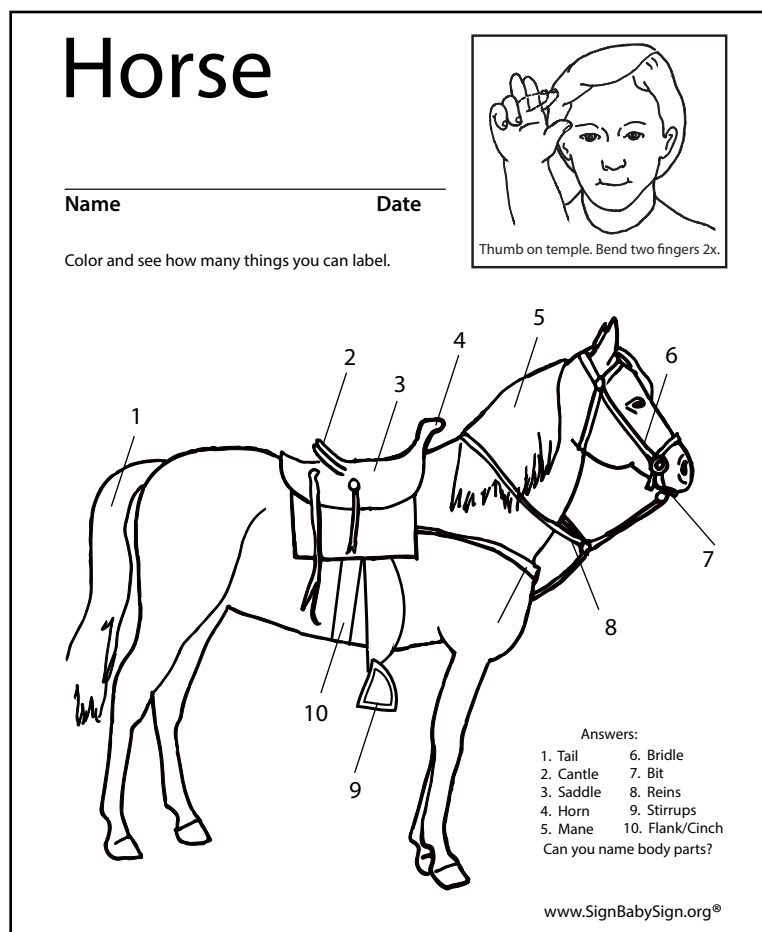 Horse
Name Date
Thumb on temple. Bend two fingers 2x.
Color and see how many things you can label.
5
4
6
2
3
1
7
8
10
9
Answers:
1. Tail 6. Bridle
2. Cantle 7. Bit
3. Saddle 8. Reins
4. Horn 9. Stirrups
5. Mane 10. Flank/Cinch
Can you name body parts?
www.SignBabySign.org®